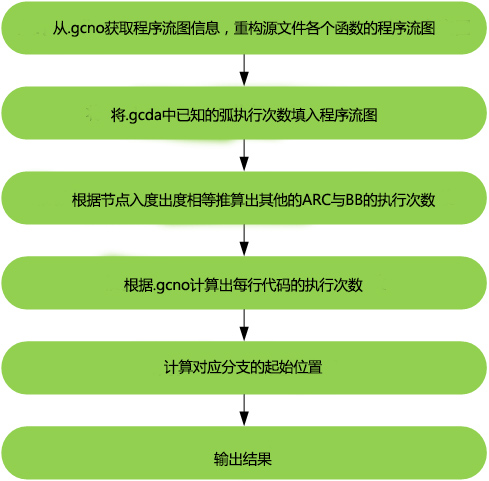 从.gcno获取程序流图信息，重构源文件各个函数的程序流图
将.gcda中已知的弧执行次数填入程序流图
根据节点入度出度相等推算出其他的ARC与BB的执行次数
根据.gcno计算出每行代码的执行次数
计算对应分支的起始位置
输出结果